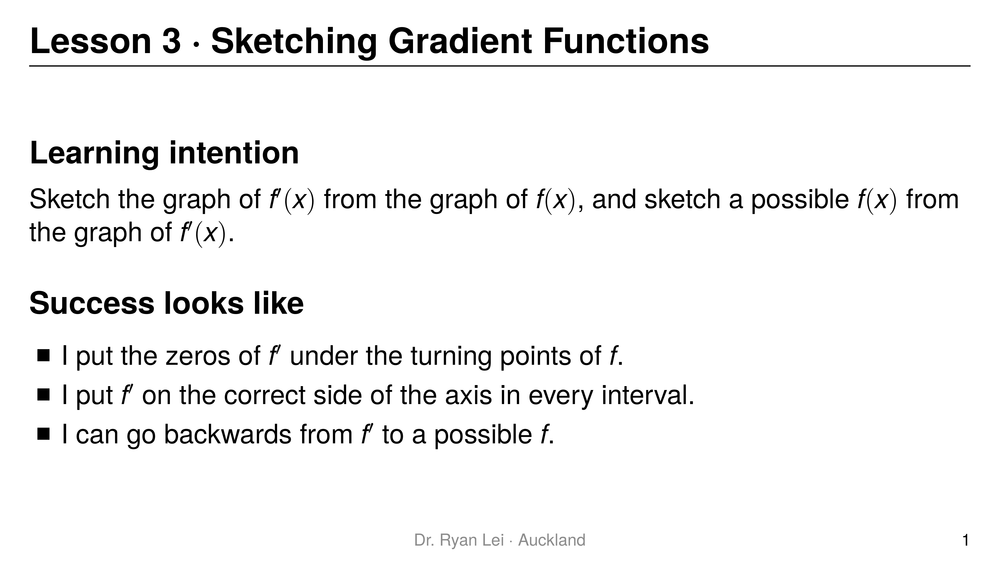 Lesson 3 · Sketching Gradient Functions
Learning intention
Sketch the graph of f′(x) from the graph of f(x), and sketch a possible f(x) from
the graph of f′(x).
Success looks like
■ I put the zeros of f′ under the turning points of f.
■ I put f′ on the correct side of the axis in every interval.
■ I can go backwards from f′ to a possible f.
Dr. Ryan Lei · Auckland
1